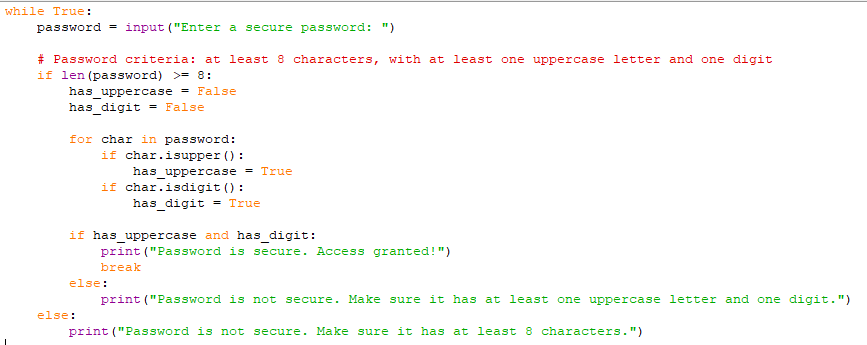 while True:
    password = input("Enter a secure password: ")

    # Password criteria: at least 8 characters, with at least one uppercase letter and one digit
    if len(password) >= 8:
        has_uppercase = False
        has_digit = False

        for char in password:
            if char.isupper():
                has_uppercase = True
            if char.isdigit():
                has_digit = True

        if has_uppercase and has_digit:
            print("Password is secure. Access granted!")
            break
        else:
            print("Password is not secure. Make sure it has at least one uppercase letter and one digit.")
    else:
        print("Password is not secure. Make sure it has at least 8 characters.")